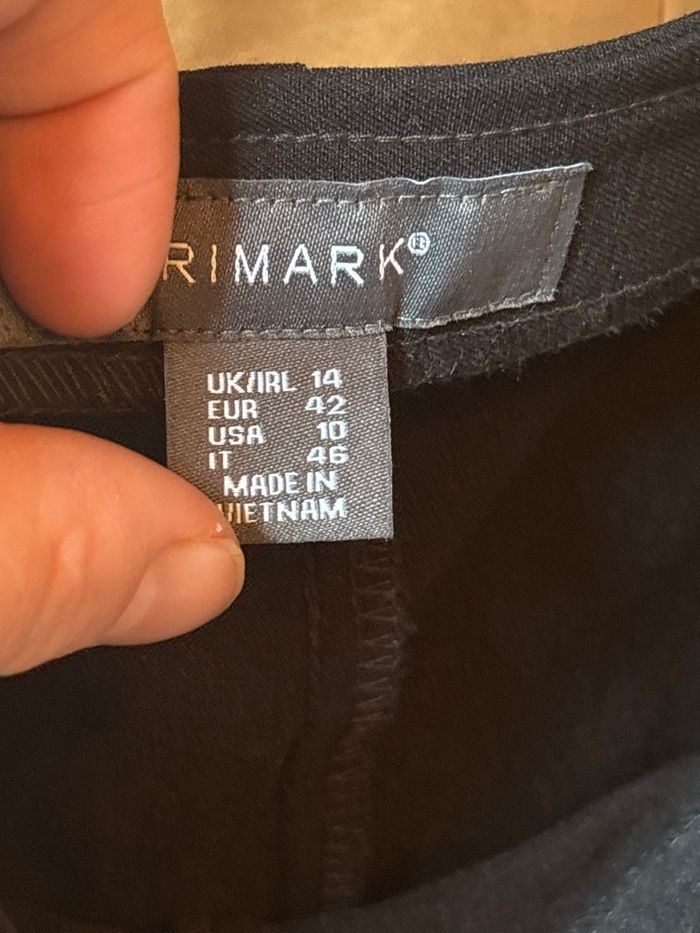 RIMARK®
UK/IRL 14
EUR 42
USA 10
IT 46
MADE IN
VIETNAM